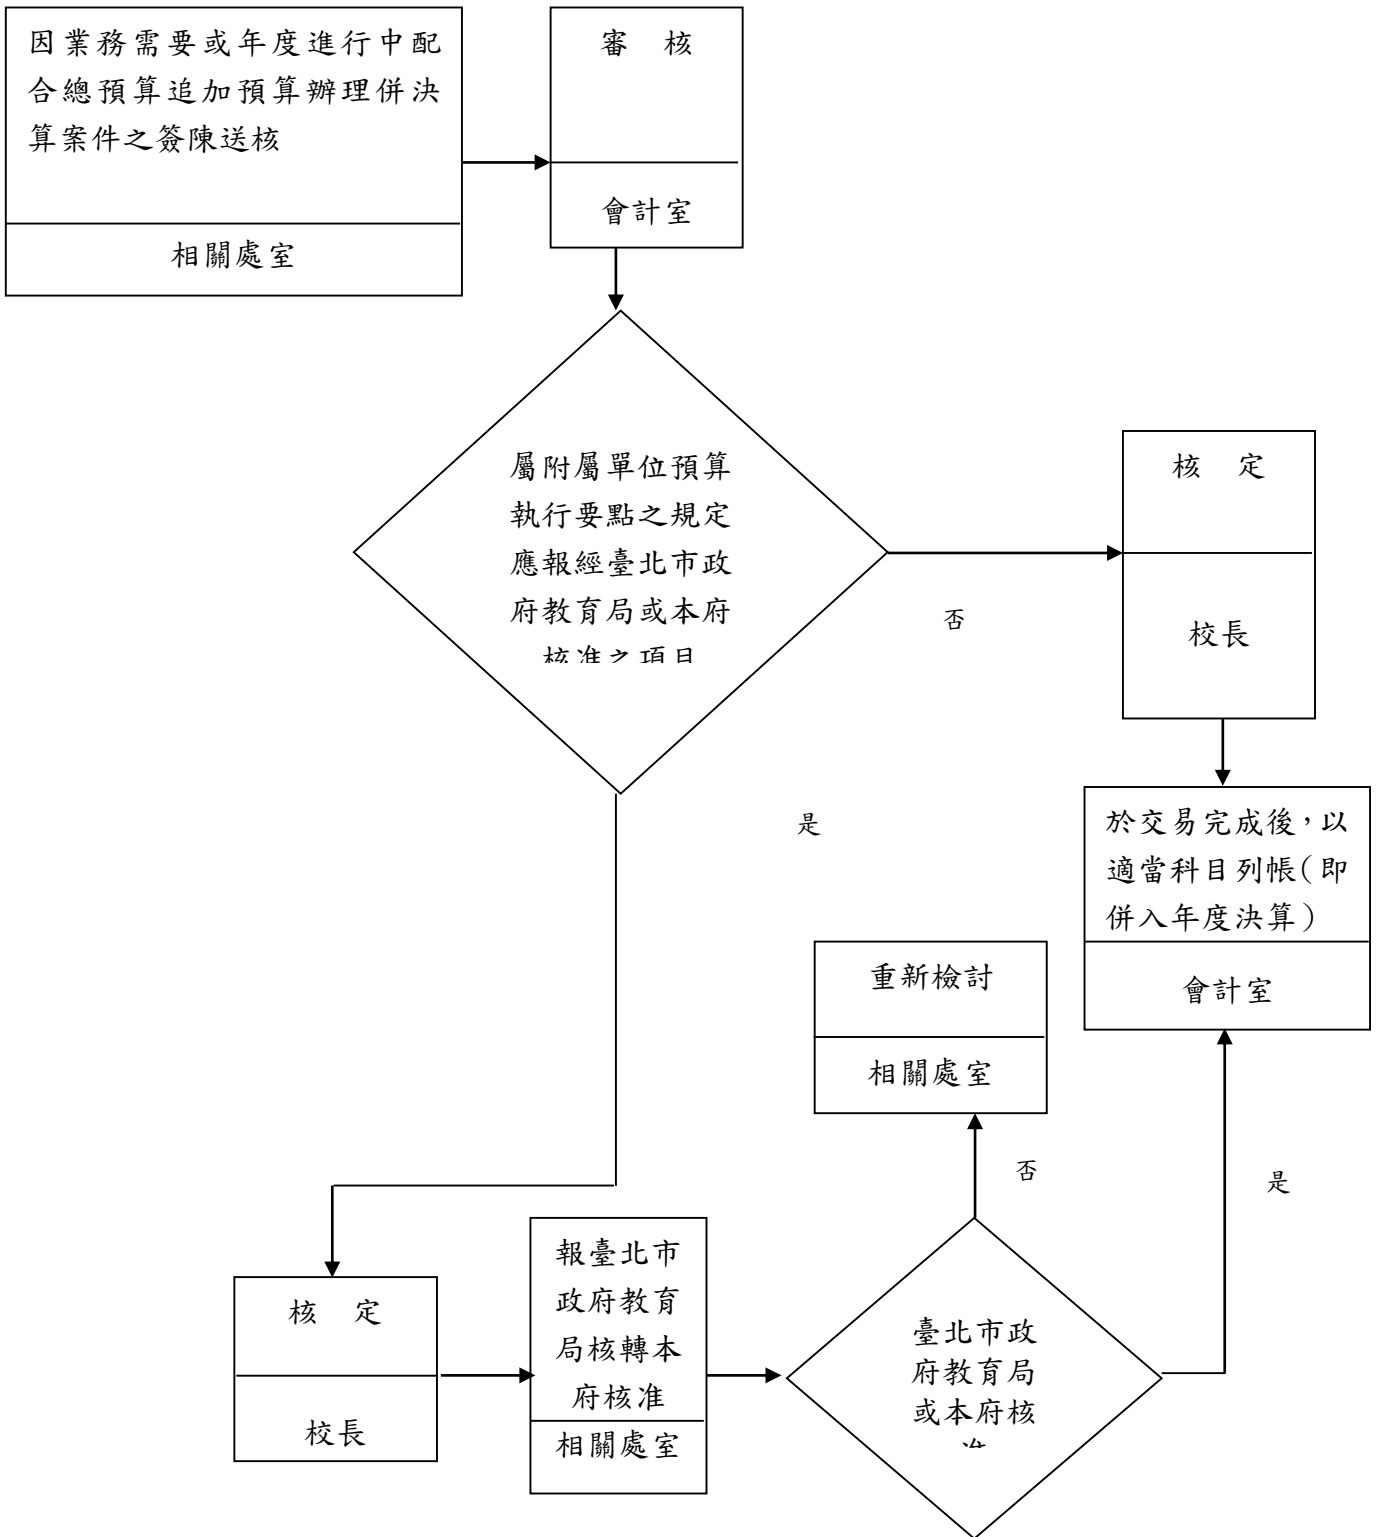 因業務需要或年度進行中配
合總預算追加預算辦理併決
算案件之簽陳送核
相關處室
審 核
會計室
屬附屬單位預算
執行要點之規定
應報經臺北市政
府教育局或本府
核准之項目
否
核 定
校長
是
於交易完成後，以
適當科目列帳（即
併入年度決算）
會計室
重新檢討
相關處室
否
是
核 定
校長
報臺北市
政府教育
局核轉本
府核准
相關處室
臺北市政
府教育局
或本府核